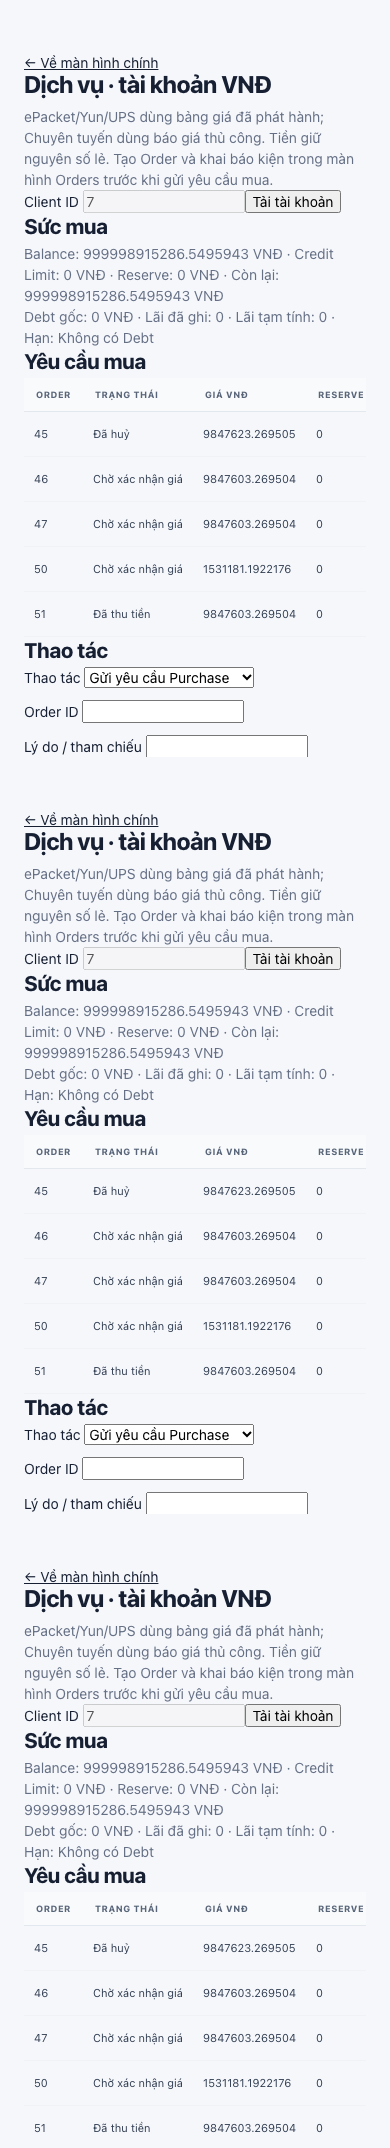 ← Về màn hình chính
Dịch vụ · tài khoản VNĐ
ePacket/Yun/UPS dùng bảng giá đã phát hành;
Chuyên tuyến dùng báo giá thủ công. Tiền giữ
nguyên số lẻ. Tạo Order và khai báo kiện trong màn
hình Orders trước khi gửi yêu cầu mua.
Client ID 7 Tải tài khoản
Sức mua
Balance: 999998915286.5495943 VNĐ · Credit
Limit: 0 VNĐ · Reserve: 0 VNĐ · Còn lại:
999998915286.5495943 VNĐ
Debt gốc: 0 VNĐ · Lãi đã ghi: 0 · Lãi tạm tính: 0 ·
Hạn: Không có Debt
Yêu cầu mua
ORDER TRẠNG THÁI GIÁ VNĐ RESERVE
45 Đã huỷ 9847623.269505 0
46 Chờ xác nhận giá 9847603.269504 0
47 Chờ xác nhận giá 9847603.269504 0
50 Chờ xác nhận giá 1531181.1922176 0
51 Đã thu tiền 9847603.269504 0
Thao tác
Thao tác Gửi yêu cầu Purchase
Order ID
Lý do / tham chiếu
← Về màn hình chính
Dịch vụ · tài khoản VNĐ
ePacket/Yun/UPS dùng bảng giá đã phát hành;
Chuyên tuyến dùng báo giá thủ công. Tiền giữ
nguyên số lẻ. Tạo Order và khai báo kiện trong màn
hình Orders trước khi gửi yêu cầu mua.
Client ID 7 Tải tài khoản
Sức mua
Balance: 999998915286.5495943 VNĐ · Credit
Limit: 0 VNĐ · Reserve: 0 VNĐ · Còn lại:
999998915286.5495943 VNĐ
Debt gốc: 0 VNĐ · Lãi đã ghi: 0 · Lãi tạm tính: 0 ·
Hạn: Không có Debt
Yêu cầu mua
ORDER TRẠNG THÁI GIÁ VNĐ RESERVE
45 Đã huỷ 9847623.269505 0
46 Chờ xác nhận giá 9847603.269504 0
47 Chờ xác nhận giá 9847603.269504 0
50 Chờ xác nhận giá 1531181.1922176 0
51 Đã thu tiền 9847603.269504 0
Thao tác
Thao tác Gửi yêu cầu Purchase
Order ID
Lý do / tham chiếu
← Về màn hình chính
Dịch vụ · tài khoản VNĐ
ePacket/Yun/UPS dùng bảng giá đã phát hành;
Chuyên tuyến dùng báo giá thủ công. Tiền giữ
nguyên số lẻ. Tạo Order và khai báo kiện trong màn
hình Orders trước khi gửi yêu cầu mua.
Client ID 7 Tải tài khoản
Sức mua
Balance: 999998915286.5495943 VNĐ · Credit
Limit: 0 VNĐ · Reserve: 0 VNĐ · Còn lại:
999998915286.5495943 VNĐ
Debt gốc: 0 VNĐ · Lãi đã ghi: 0 · Lãi tạm tính: 0 ·
Hạn: Không có Debt
Yêu cầu mua
ORDER TRẠNG THÁI GIÁ VNĐ RESERVE
45 Đã huỷ 9847623.269505 0
46 Chờ xác nhận giá 9847603.269504 0
47 Chờ xác nhận giá 9847603.269504 0
50 Chờ xác nhận giá 1531181.1922176 0
51 Đã thu tiền 9847603.269504 0